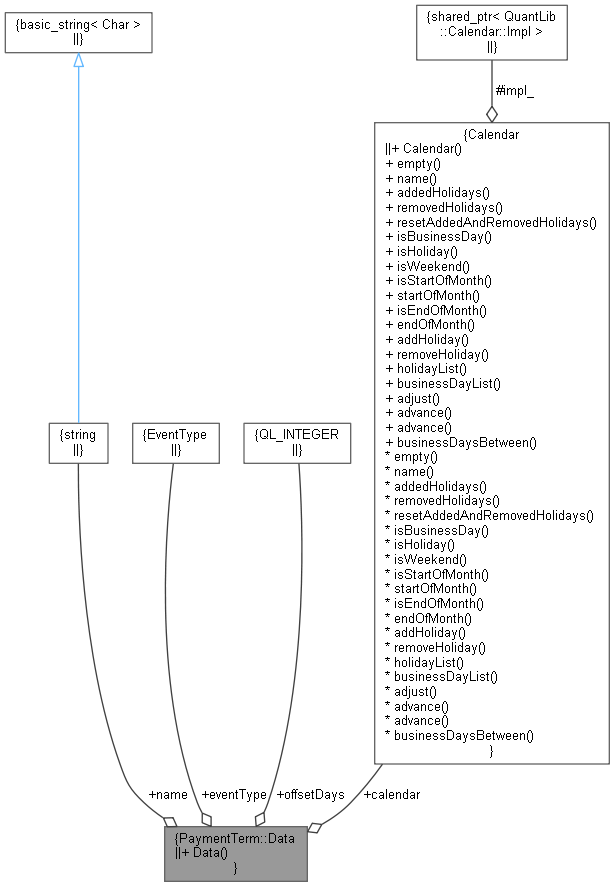 {basic_string< Char >
||}
{shared_ptr< QuantLib
::Calendar::Impl >
||}
#impl_
{Calendar
||+ Calendar()
+ empty()
+ name()
+ addedHolidays()
+ removedHolidays()
+ resetAddedAndRemovedHolidays()
+ isBusinessDay()
+ isHoliday()
+ isWeekend()
+ isStartOfMonth()
+ startOfMonth()
+ isEndOfMonth()
+ endOfMonth()
+ addHoliday()
+ removeHoliday()
+ holidayList()
+ businessDayList()
+ adjust()
+ advance()
+ advance()
+ businessDaysBetween()
* empty()
* name()
* addedHolidays()
* removedHolidays()
* resetAddedAndRemovedHolidays()
* isBusinessDay()
* isHoliday()
* isWeekend()
* isStartOfMonth()
* startOfMonth()
* isEndOfMonth()
* endOfMonth()
* addHoliday()
* removeHoliday()
* holidayList()
* businessDayList()
* adjust()
* advance()
* advance()
* businessDaysBetween()
}
{string
||}
{EventType
||}
{QL_INTEGER
||}
+name
+eventType
+offsetDays
+calendar
{PaymentTerm::Data
||+ Data()
}